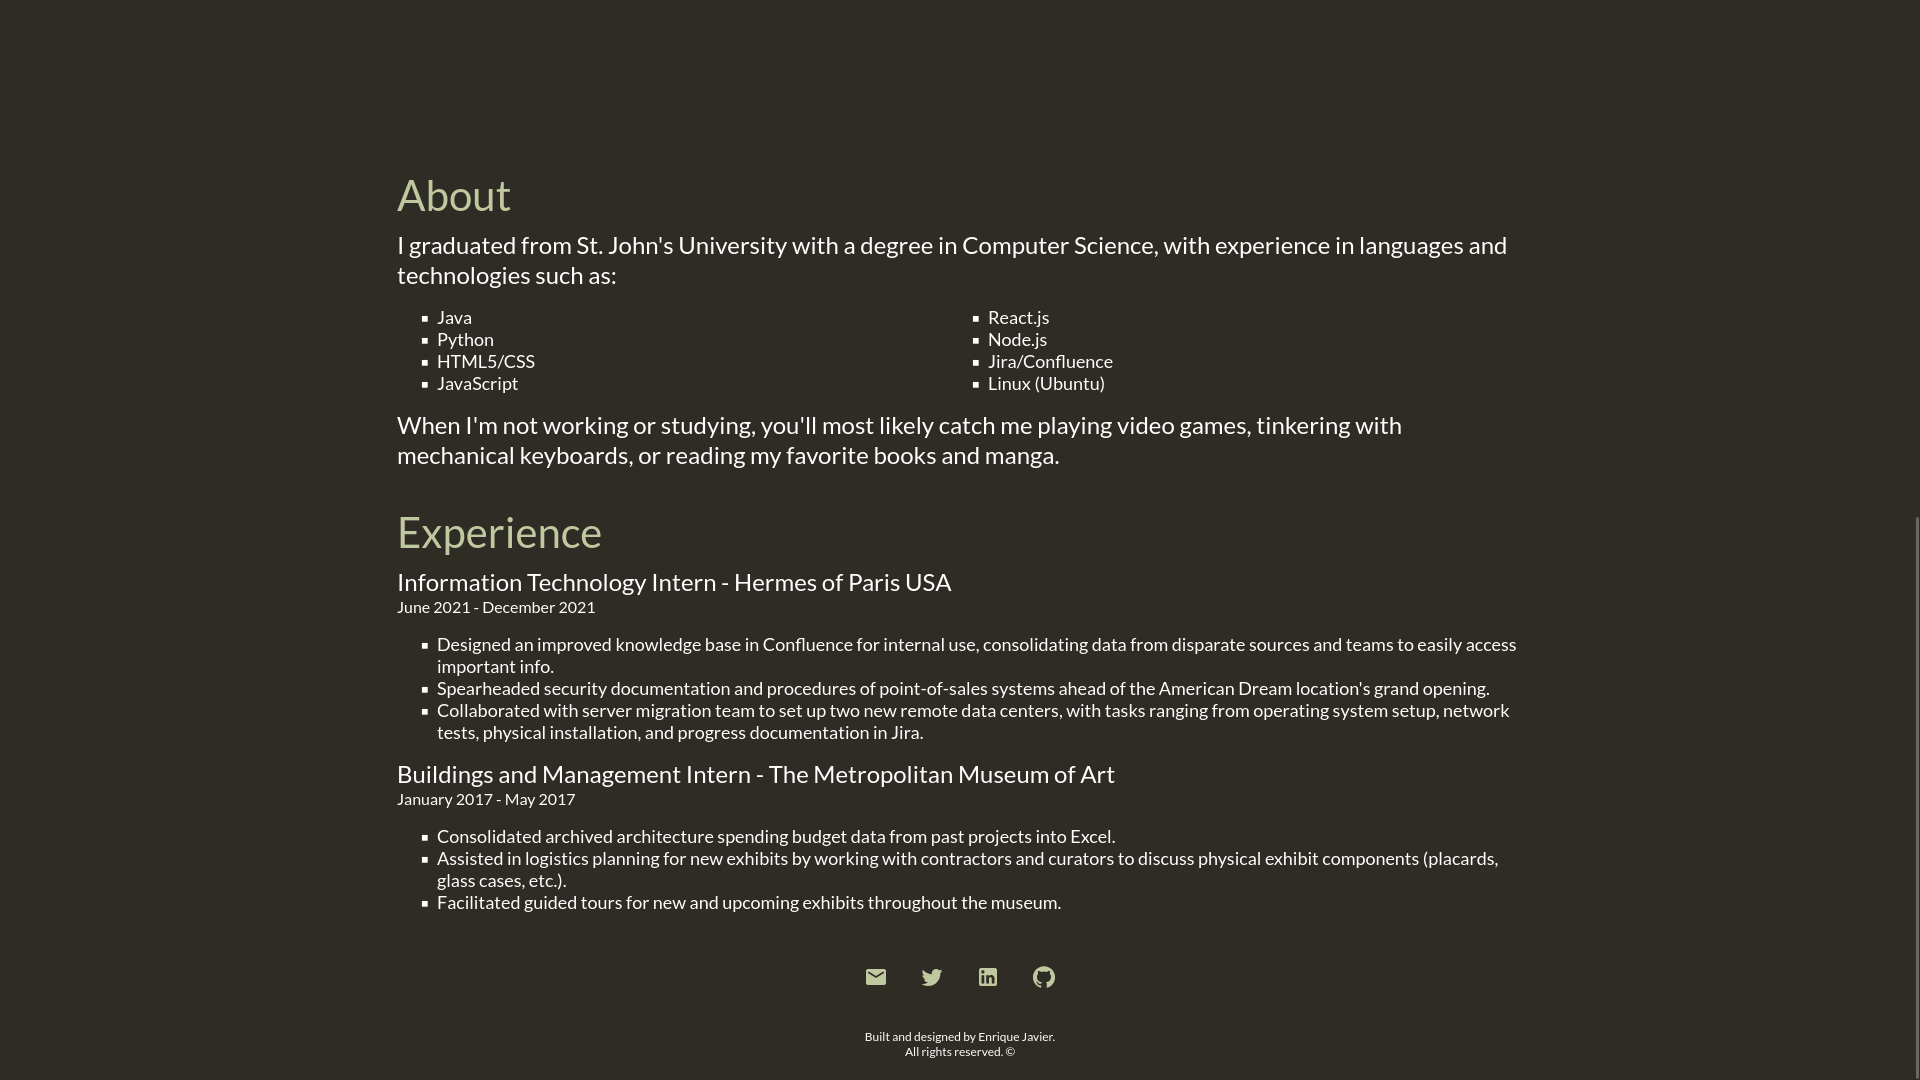 About
I graduated from St. John's University with a degree in Computer Science, with experience in languages and
technologies such as:
Java
Python
HTML5/CSS
JavaScript
React.js
Node.js
Jira/Confluence
Linux (Ubuntu)
When I'm not working or studying, you'll most likely catch me playing video games, tinkering with
mechanical keyboards, or reading my favorite books and manga.
Experience
Information Technology Intern - Hermes of Paris USA
June 2021 - December 2021
Designed an improved knowledge base in Confluence for internal use, consolidating data from disparate sources and teams to easily access
important info.
Spearheaded security documentation and procedures of point-of-sales systems ahead of the American Dream location's grand opening.
Collaborated with server migration team to set up two new remote data centers, with tasks ranging from operating system setup, network
tests, physical installation, and progress documentation in Jira.
Buildings and Management Intern - The Metropolitan Museum of Art
January 2017 - May 2017
Consolidated archived architecture spending budget data from past projects into Excel.
Assisted in logistics planning for new exhibits by working with contractors and curators to discuss physical exhibit components (placards,
glass cases, etc.).
Facilitated guided tours for new and upcoming exhibits throughout the museum.
Built and designed by Enrique Javier.
All rights reserved. ©